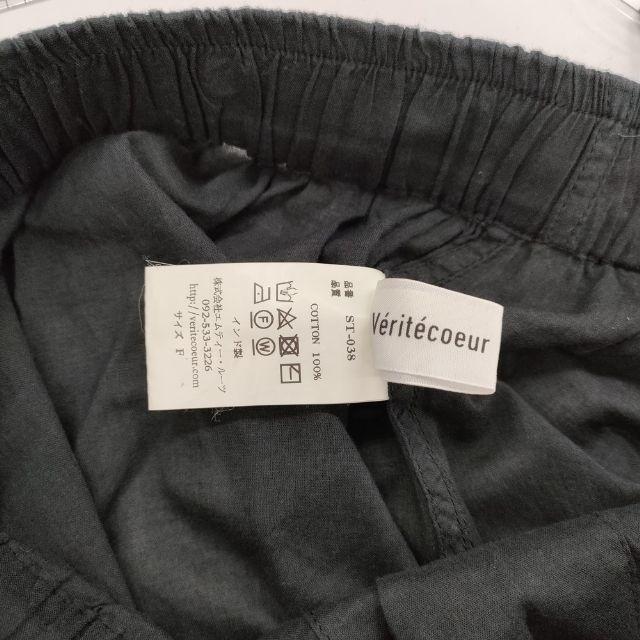 品番 ST-038
品質
COTTON 100%
インド製
株式会社エムティー・ルーツ
092-533-3226
http://veritecoeur.com
サイズ F
Véritécoeur